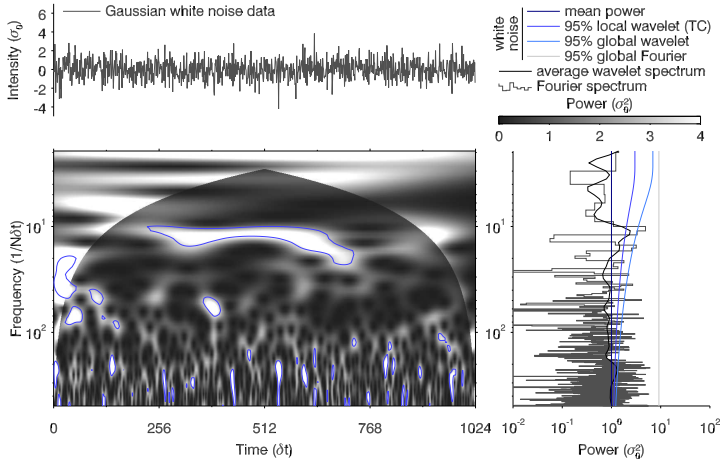 Gaussian white noise data
Intensity (σ₀)
6
4
2
0
-2
-4
white noise
mean power
95% local wavelet (TC)
95% global wavelet
95% global Fourier
average wavelet spectrum
Fourier spectrum
Power (σ₀²)
0 1 2 3 4
Frequency (1/Nδt)
10¹
10²
0 256 512 768 1024
Time (δt)
10¹
10²
10⁻² 10⁻¹ 10⁰ 10¹ 10²
Power (σ₀²)